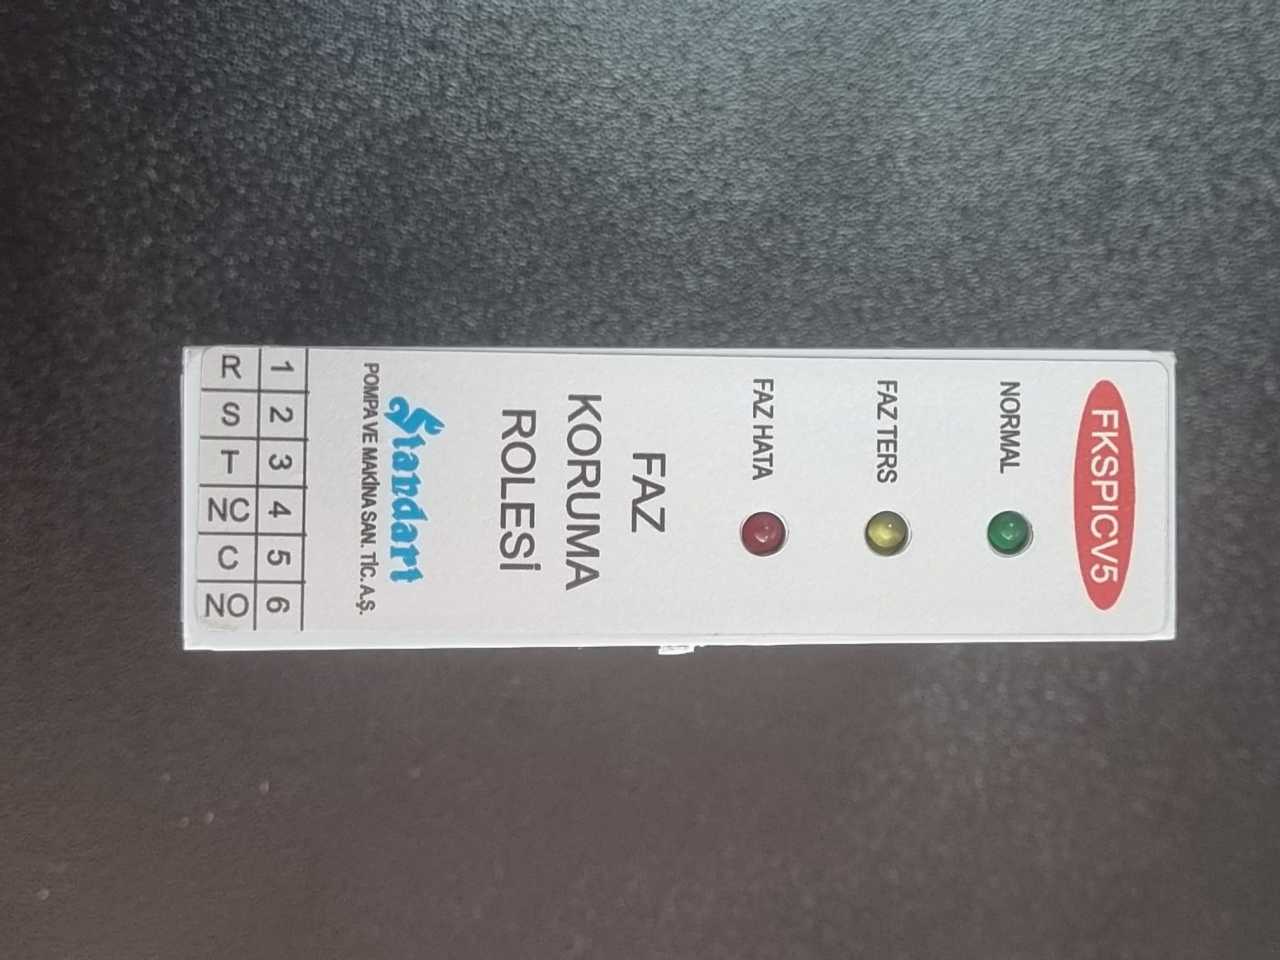 FKSPICV5
NORMAL
FAZ TERS
FAZ HATA
FAZ
KORUMA
ROLESİ
Standart
POMPA VE MAKİNA SAN. TİC. A.Ş.
1 2 3 4 5 6
R S T NC C NO